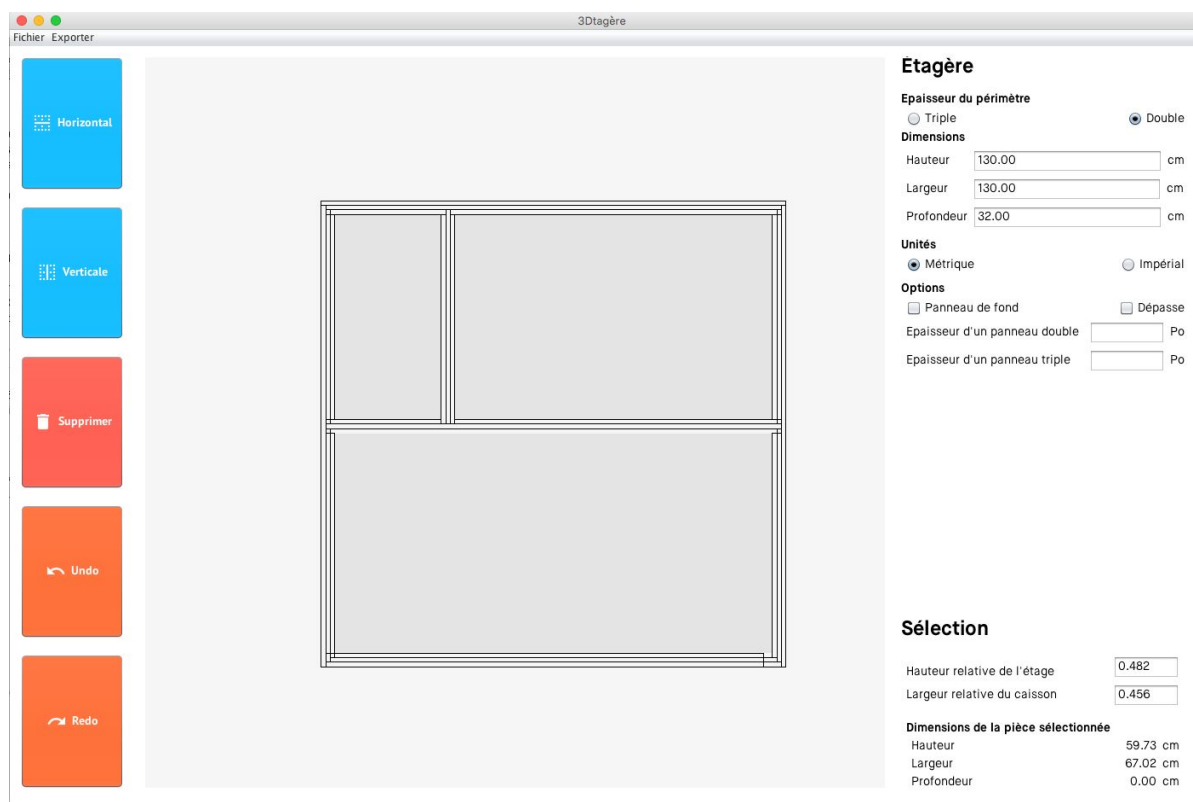 3Dtagère
Fichier Exporter
Horizontal
Verticale
Supprimer
Undo
Redo
Étagère
Epaisseur du périmètre
Triple Double
Dimensions
Hauteur 130.00 cm
Largeur 130.00 cm
Profondeur 32.00 cm
Unités
Métrique Impérial
Options
Panneau de fond Dépasse
Epaisseur d'un panneau double Po
Epaisseur d'un panneau triple Po
Sélection
Hauteur relative de l'étage 0.482
Largeur relative du caisson 0.456
Dimensions de la pièce sélectionnée
Hauteur 59.73 cm
Largeur 67.02 cm
Profondeur 0.00 cm